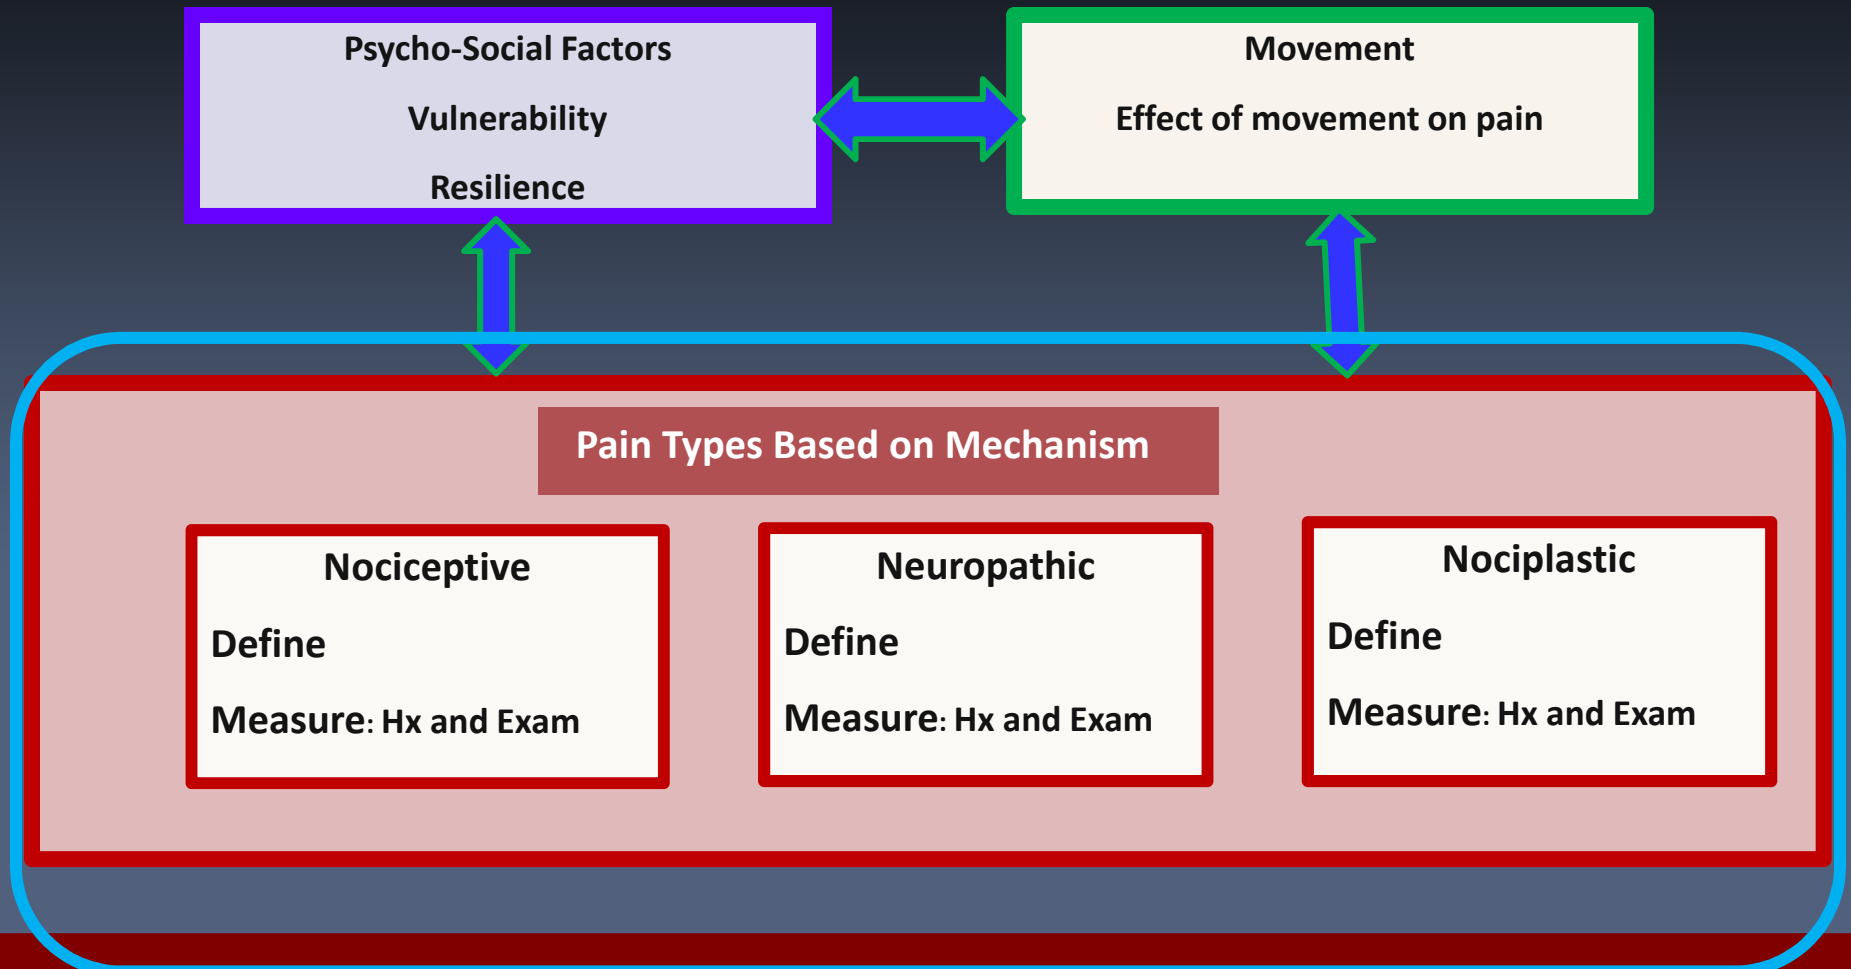 Psycho-Social Factors
Vulnerability
Resilience
Movement
Effect of movement on pain
Pain Types Based on Mechanism
Nociceptive
Define
Measure: Hx and Exam
Neuropathic
Define
Measure: Hx and Exam
Nociplastic
Define
Measure: Hx and Exam